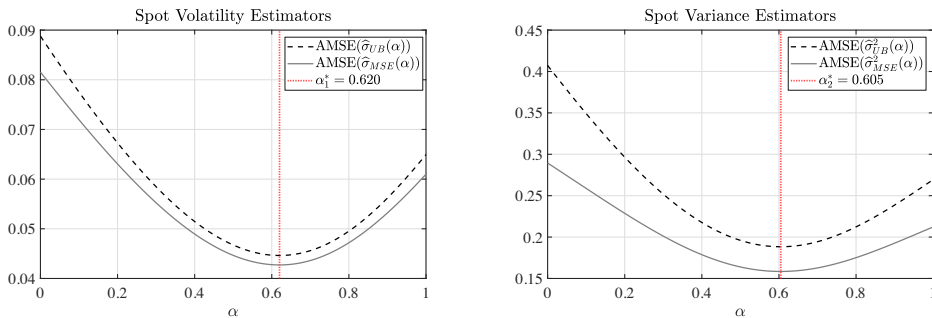 Spot Volatility Estimators
0.09
0.08
0.07
0.06
0.05
0.04
AMSE(σ̂_UB(α))
AMSE(σ̂_MSE(α))
α*₁ = 0.620
0 0.2 0.4 0.6 0.8 1
α
Spot Variance Estimators
0.45
0.4
0.35
0.3
0.25
0.2
0.15
AMSE(σ̂²_UB(α))
AMSE(σ̂²_MSE(α))
α*₂ = 0.605
0 0.2 0.4 0.6 0.8 1
α